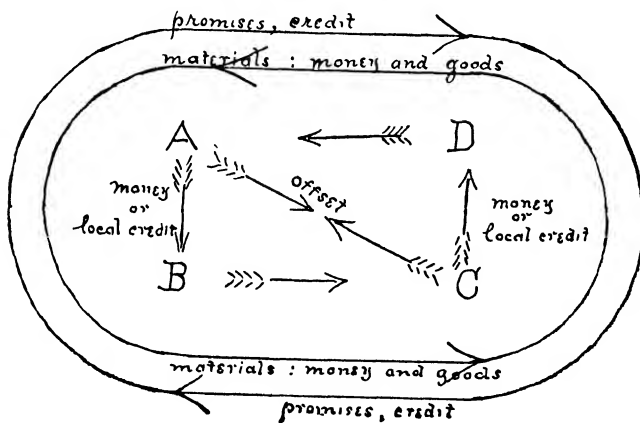 promises, credit
materials : money and goods
A
D
offset
money
or
local credit
money
or
local credit
B
C
materials : money and goods
promises, credit